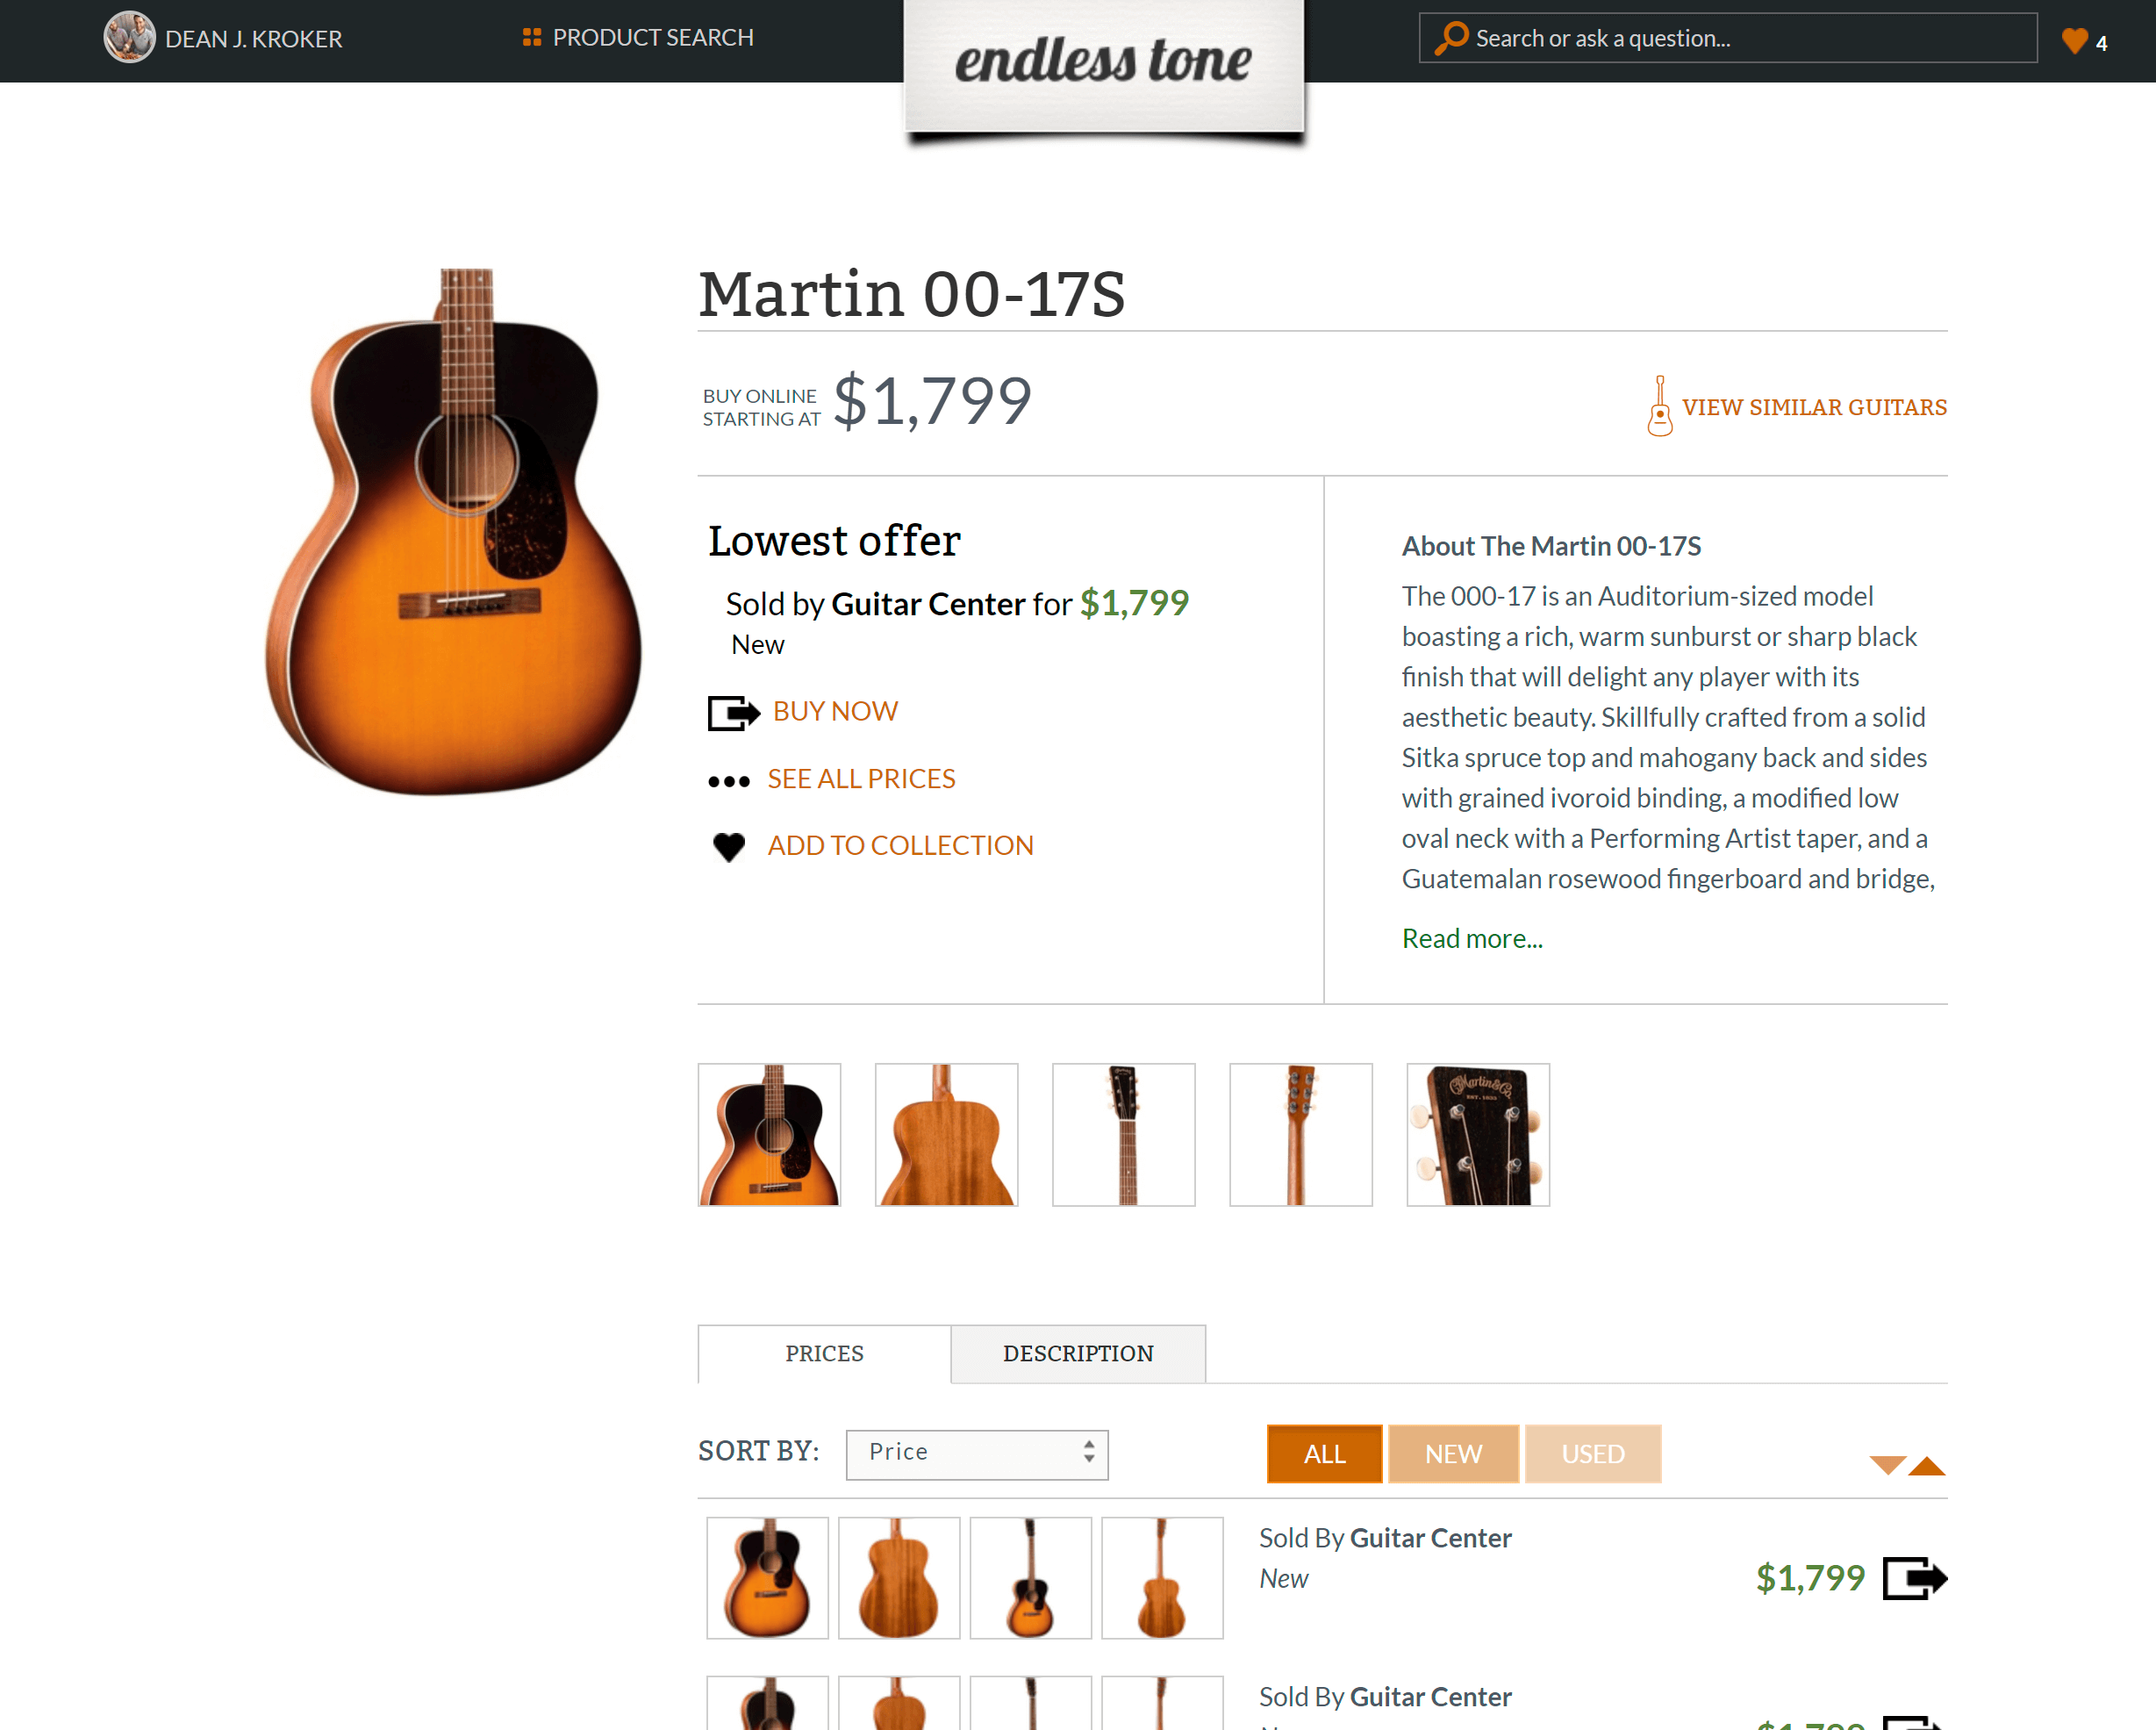 DEAN J. KROKER
PRODUCT SEARCH
endless tone
Search or ask a question...
4
Martin 00-17S
BUY ONLINE
STARTING AT
$1,799
VIEW SIMILAR GUITARS
Lowest offer
Sold by Guitar Center for $1,799
New
BUY NOW
SEE ALL PRICES
ADD TO COLLECTION
About The Martin 00-17S
The 000-17 is an Auditorium-sized model
boasting a rich, warm sunburst or sharp black
finish that will delight any player with its
aesthetic beauty. Skillfully crafted from a solid
Sitka spruce top and mahogany back and sides
with grained ivoroid binding, a modified low
oval neck with a Performing Artist taper, and a
Guatemalan rosewood fingerboard and bridge,
Read more...
Martin & Co.
EST. 1833
PRICES
DESCRIPTION
SORT BY:
Price
ALL
NEW
USED
Sold By Guitar Center
New
$1,799
Sold By Guitar Center